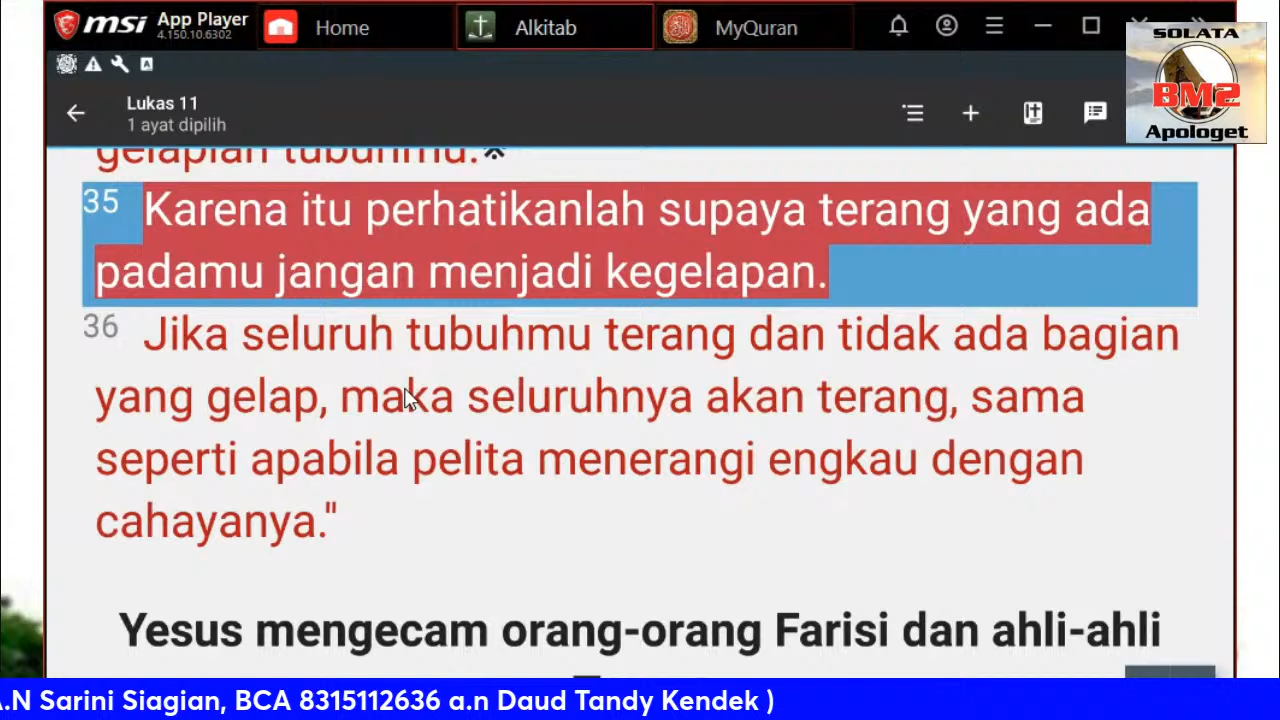 msi App Player
4.150.10.6302
Home
Alkitab
MyQuran
SOLATA
BM2
Apologet
Lukas 11
1 ayat dipilih
gelaplah tubuhmu.
35 Karena itu perhatikanlah supaya terang yang ada
padamu jangan menjadi kegelapan.
36 Jika seluruh tubuhmu terang dan tidak ada bagian
yang gelap, maka seluruhnya akan terang, sama
seperti apabila pelita menerangi engkau dengan
cahayanya."
Yesus mengecam orang-orang Farisi dan ahli-ahli
A.N Sarini Siagian, BCA 8315112636 a.n Daud Tandy Kendek )